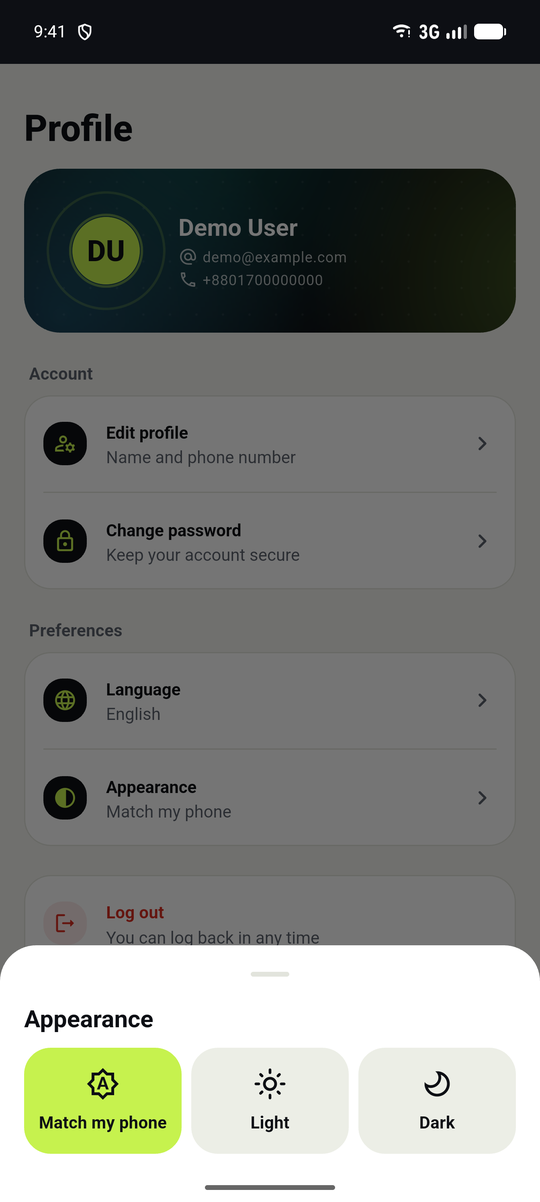 9:41
3G
Profile
DU
Demo User
demo@example.com
+8801700000000
Account
Edit profile
Name and phone number
Change password
Keep your account secure
Preferences
Language
English
Appearance
Match my phone
Log out
You can log back in any time
Appearance
A
Match my phone
Light
Dark